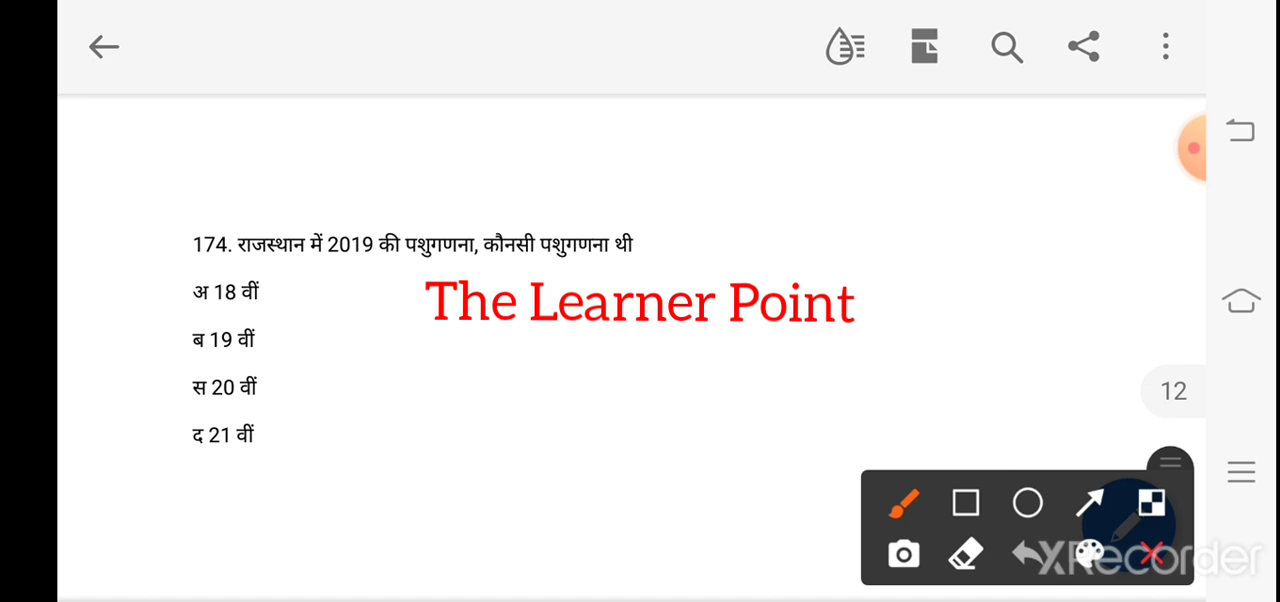 174. राजस्थान में 2019 की पशुगणना, कौनसी पशुगणना थी
अ 18 वीं
The Learner Point
ब 19 वीं
स 20 वीं
12
द 21 वीं
XRecorder